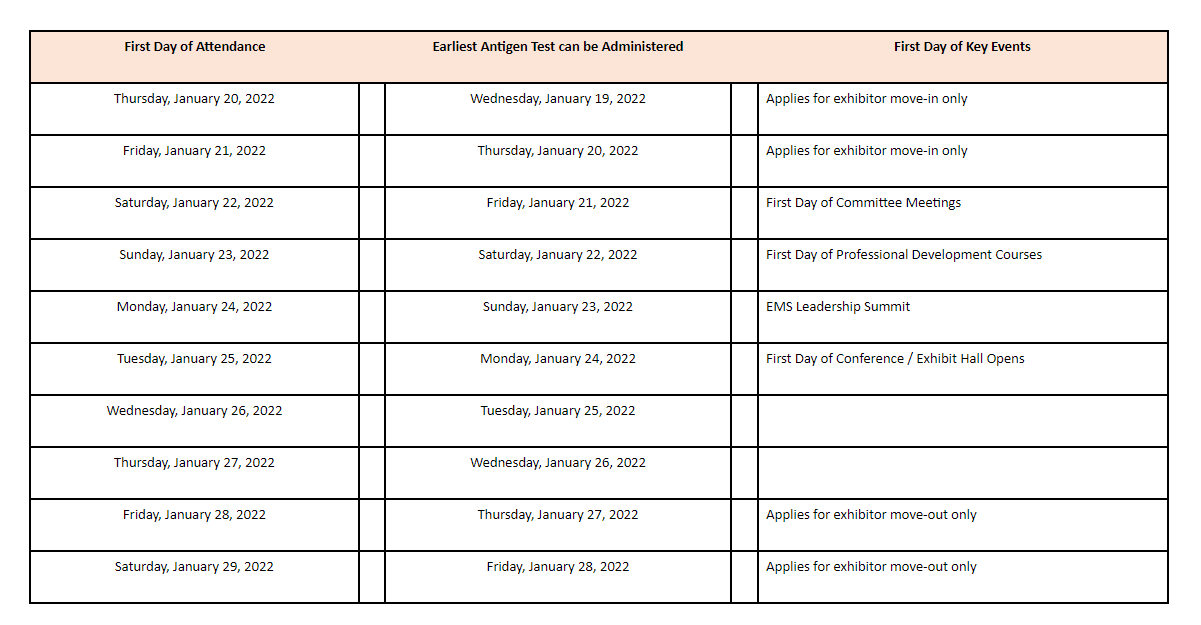 First Day of Attendance Earliest Antigen Test can be Administered First Day of Key Events
Thursday, January 20, 2022 Wednesday, January 19, 2022 Applies for exhibitor move-in only
Friday, January 21, 2022 Thursday, January 20, 2022 Applies for exhibitor move-in only
Saturday, January 22, 2022 Friday, January 21, 2022 First Day of Committee Meetings
Sunday, January 23, 2022 Saturday, January 22, 2022 First Day of Professional Development Courses
Monday, January 24, 2022 Sunday, January 23, 2022 EMS Leadership Summit
Tuesday, January 25, 2022 Monday, January 24, 2022 First Day of Conference / Exhibit Hall Opens
Wednesday, January 26, 2022 Tuesday, January 25, 2022
Thursday, January 27, 2022 Wednesday, January 26, 2022
Friday, January 28, 2022 Thursday, January 27, 2022 Applies for exhibitor move-out only
Saturday, January 29, 2022 Friday, January 28, 2022 Applies for exhibitor move-out only